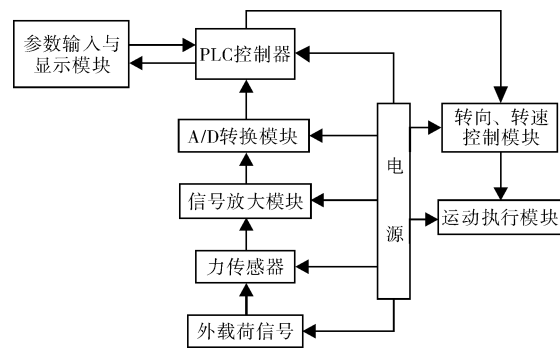 参数输入与
显示模块
PLC控制器
A/D转换模块
信号放大模块
力传感器
外载荷信号
电
源
转向、转速
控制模块
运动执行模块